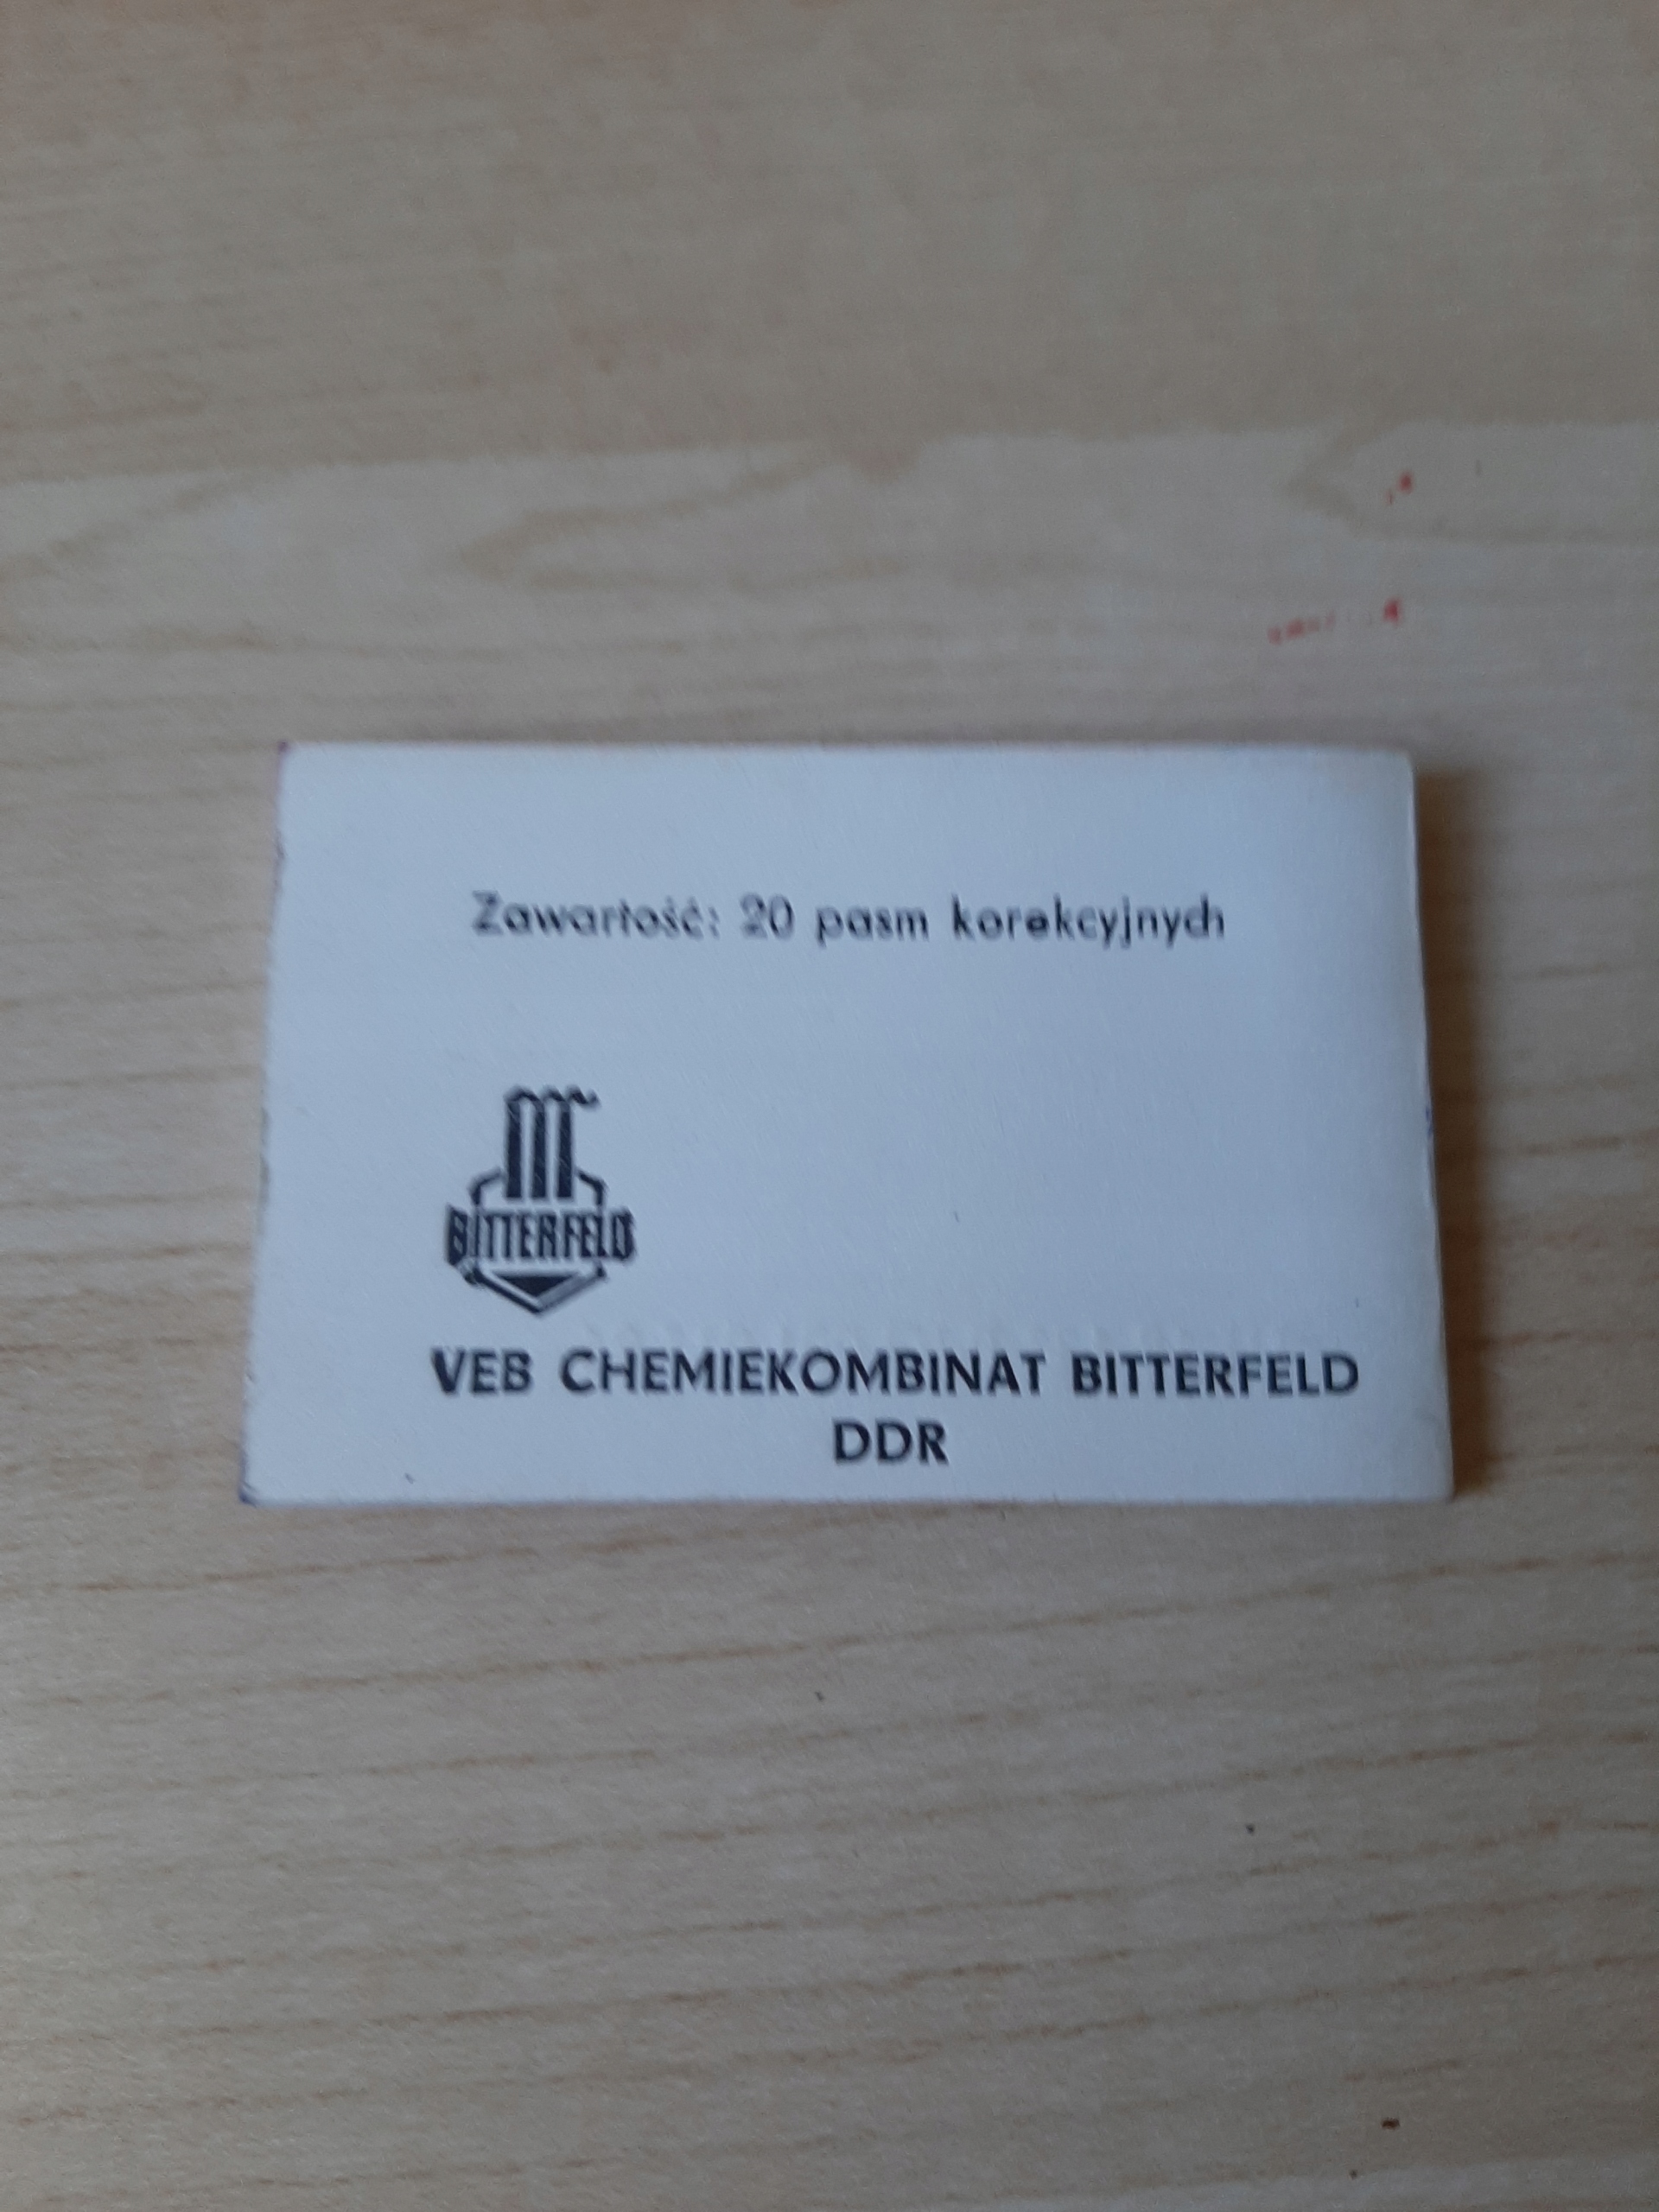 Zawartość: 20 pasm korekcyjnych
BITTERFELD
VEB CHEMIEKOMBINAT BITTERFELD
DDR